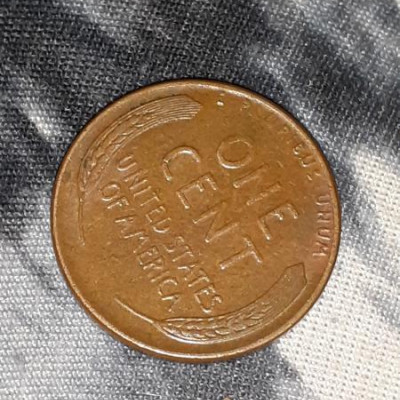 PLURIBUS UNUM
ONE
CENT
UNITED STATES
OF AMERICA